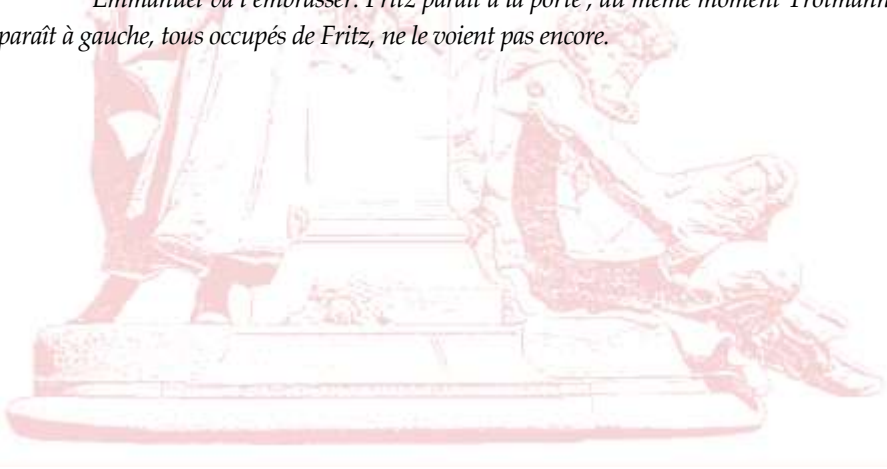 Emmanuel va l'embrasser. Fritz paraît à la porte ; au même moment Trotmann
paraît à gauche, tous occupés de Fritz, ne le voient pas encore.